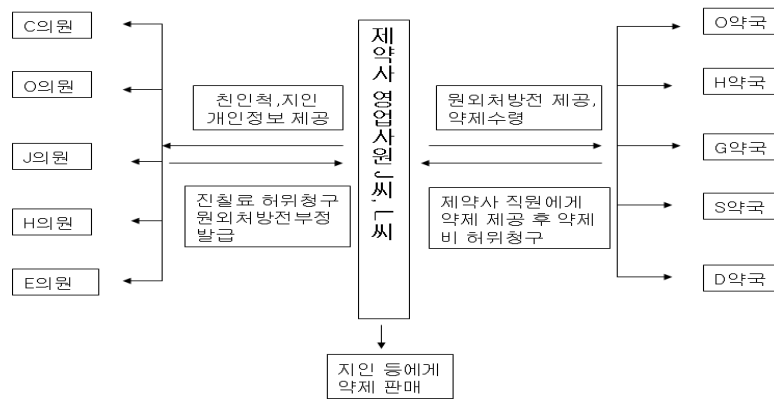 C의원
O의원
J의원
H의원
E의원
친인척,지인
개인정보 제공
진칠료 허위청구
원외처방전부정
발급
제약사 영업사원J씨,L씨
원외처방전 제공,
약제수령
제약사 직원에게
약제 제공 후 약제
비 허위청구
O약국
H약국
G약국
S약국
D약국
지인 등에게
약제 판매